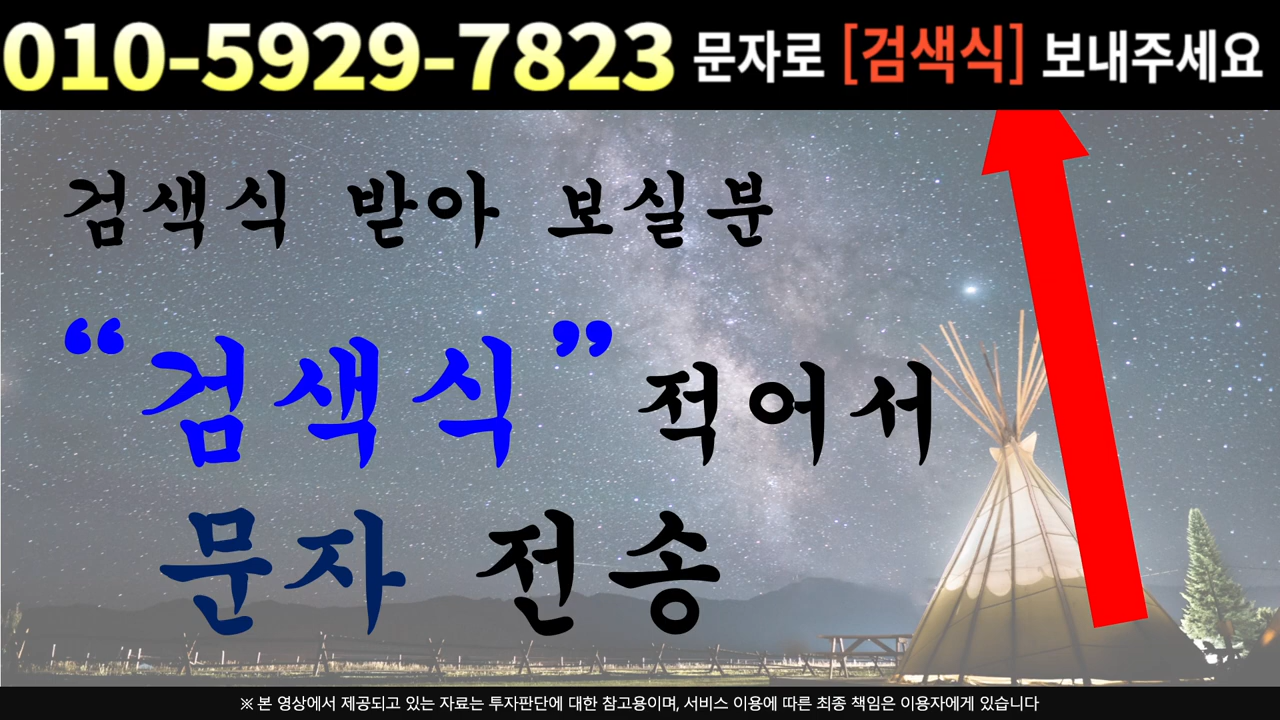 010-5929-7823 문자로 [검색식] 보내주세요
검색식 받아 보실분
“검색식” 적어서
문자 전송
※ 본 영상에서 제공되고 있는 자료는 투자판단에 대한 참고용이며, 서비스 이용에 따른 최종 책임은 이용자에게 있습니다